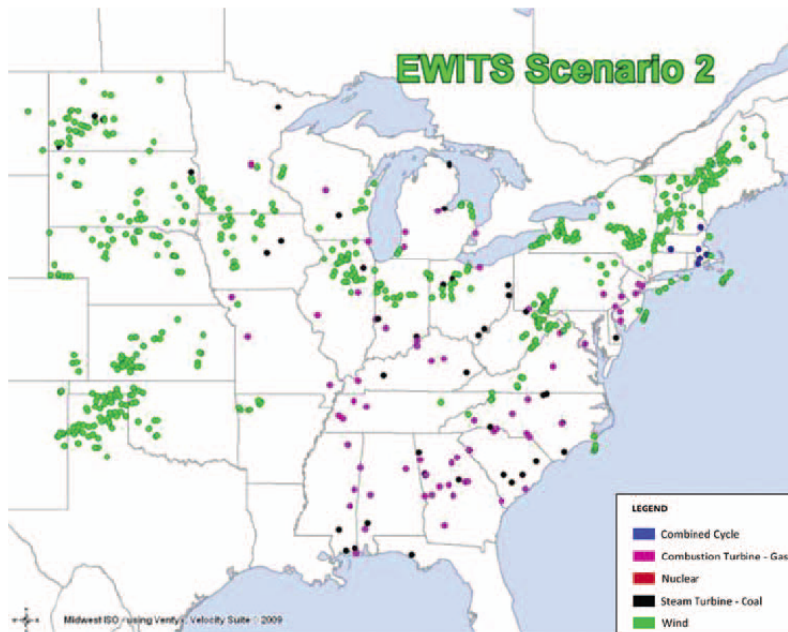 EWITS Scenario 2
LEGEND
Combined Cycle
Combustion Turbine - Gas
Nuclear
Steam Turbine - Coal
Wind
Midwest ISO using Ventyx, Velocity Suite © 2009